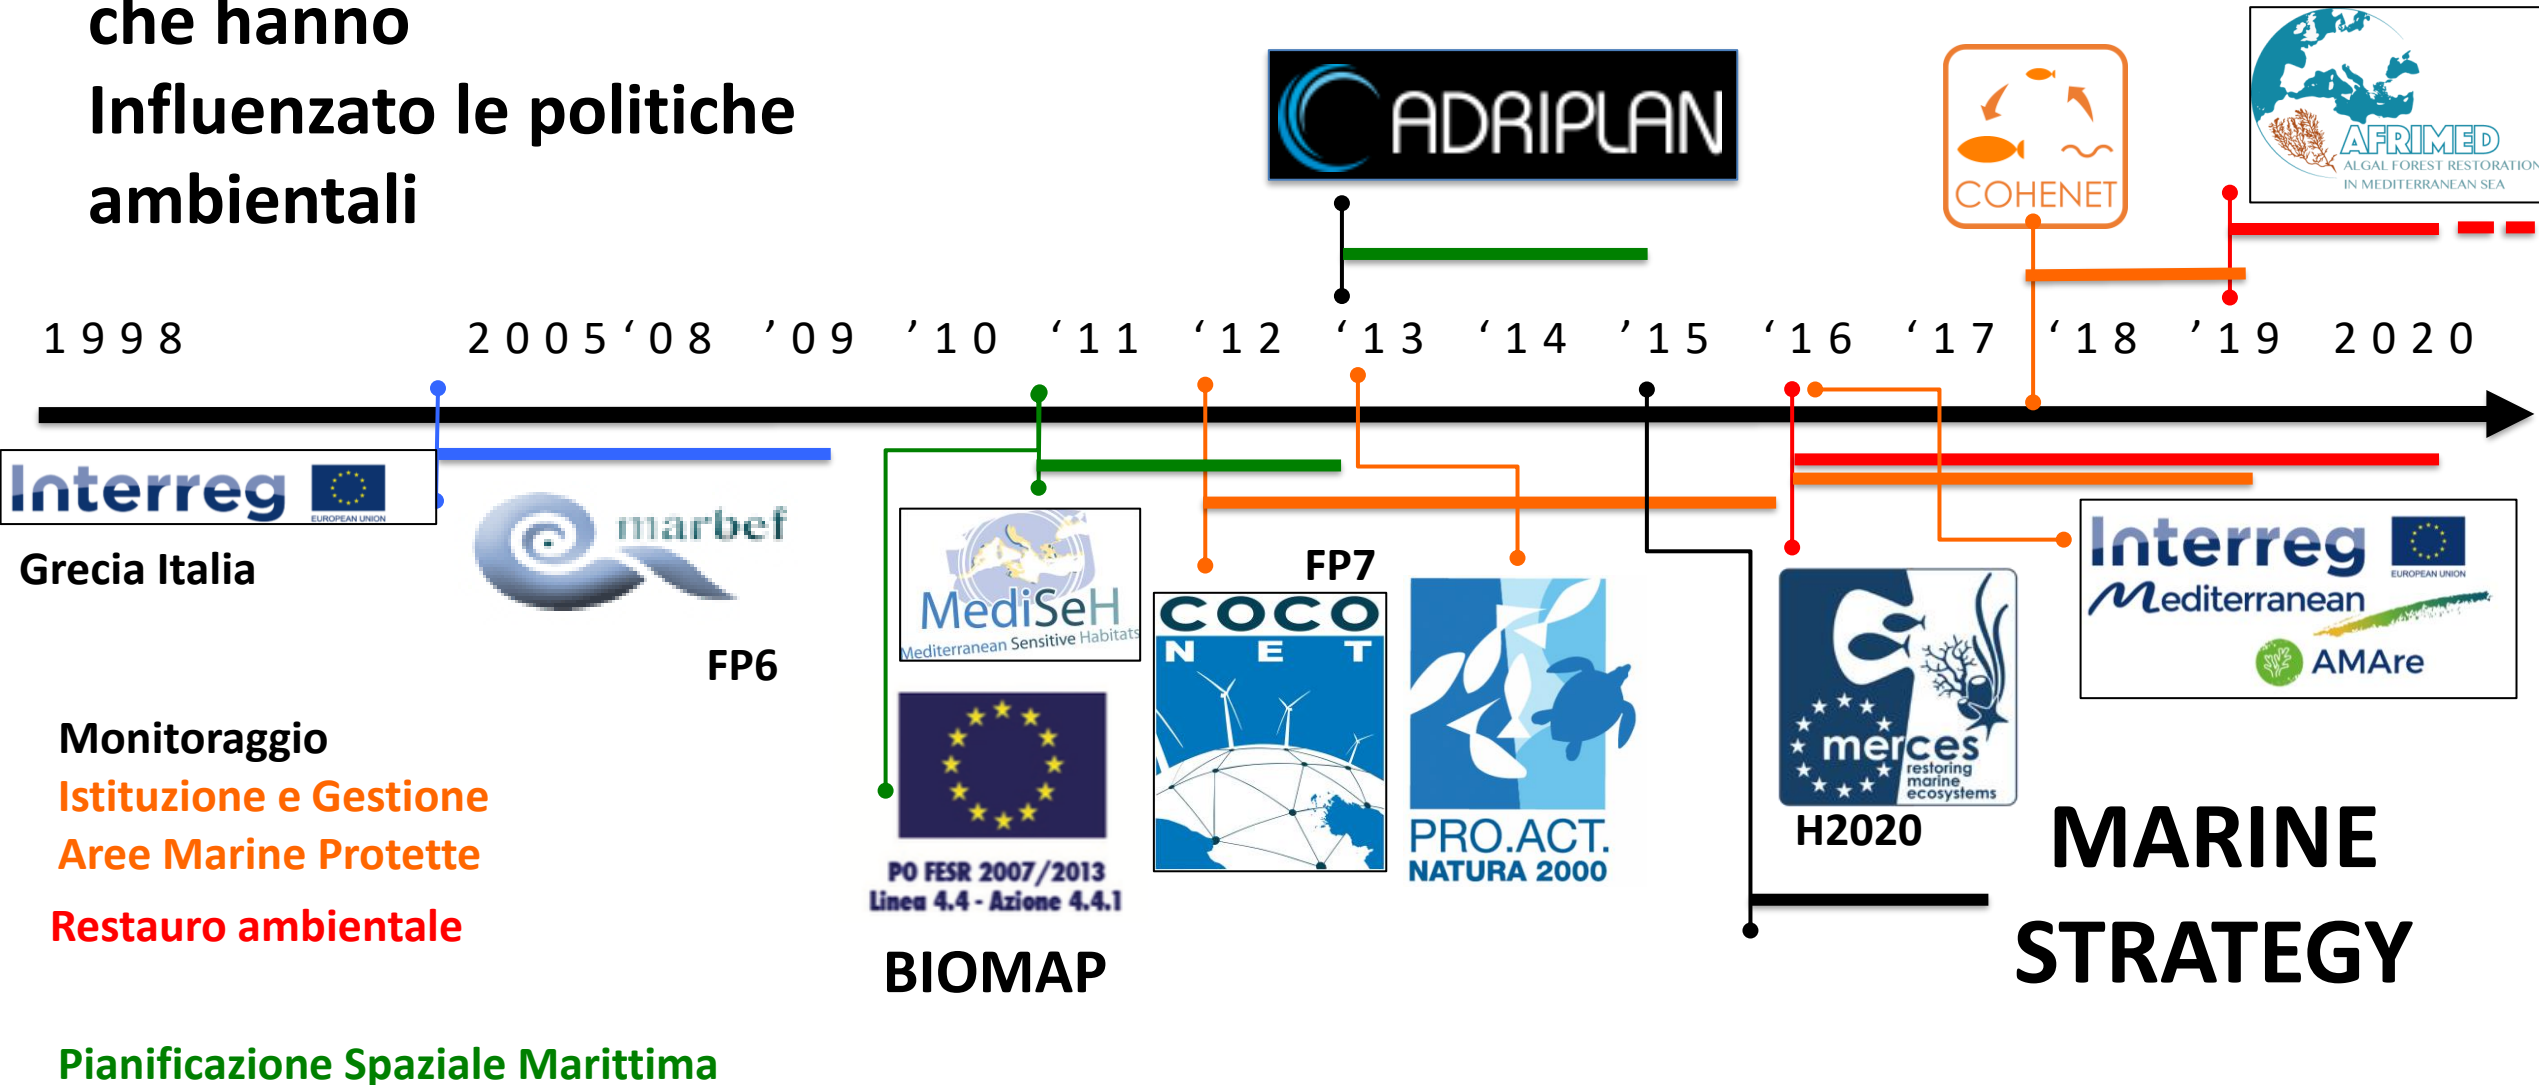 che hanno
Influenzato le politiche
ambientali
ADRIPLAN
COHENET
AFRIMED
ALGAL FOREST RESTORATION
IN MEDITERRANEAN SEA
1998 2005 ‘08 ’09 ’10 ‘11 ‘12 ‘13 ‘14 ’15 ‘16 ‘17 ‘18 ’19 2020
Interreg
EUROPEAN UNION
Grecia Italia
marbef
FP6
MediSeH
Mediterranean Sensitive Habitats
PO FESR 2007/2013
Linea 4.4 - Azione 4.4.1
BIOMAP
FP7
COCO
NET
PRO.ACT.
NATURA 2000
merces
restoring
marine
ecosystems
H2020
Interreg
EUROPEAN UNION
Mediterranean
AMAre
MARINE
STRATEGY
Monitoraggio
Istituzione e Gestione
Aree Marine Protette
Restauro ambientale
Pianificazione Spaziale Marittima